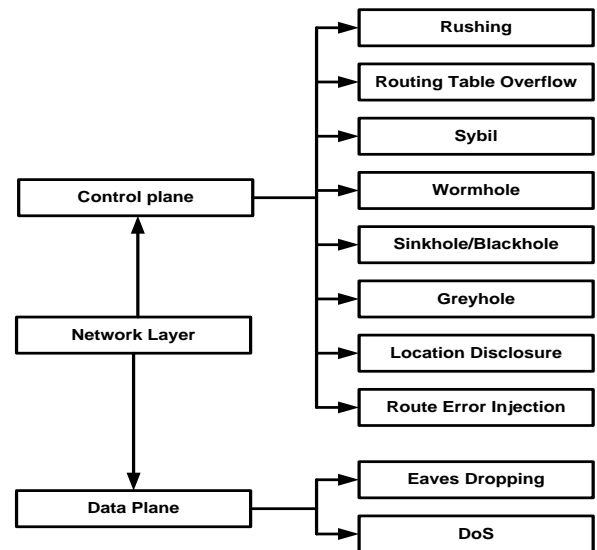 Rushing
Routing Table Overflow
Sybil
Control plane
Wormhole
Sinkhole/Blackhole
Greyhole
Network Layer
Location Disclosure
Route Error Injection
Eaves Dropping
Data Plane
DoS